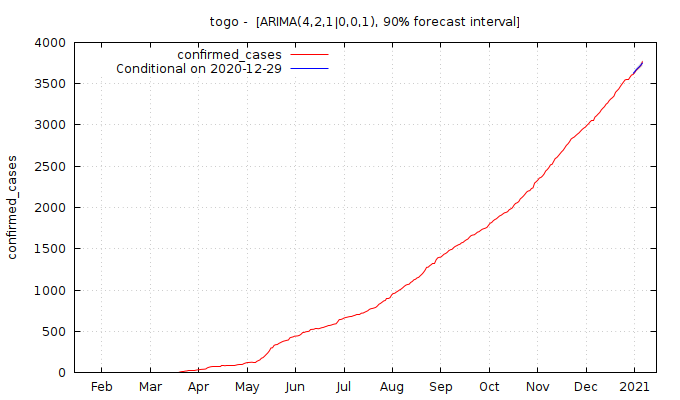 togo - [ARIMA(4,2,1|0,0,1), 90% forecast interval]
confirmed_cases
Conditional on 2020-12-29
confirmed_cases
4000
3500
3000
2500
2000
1500
1000
500
0
Feb Mar Apr May Jun Jul Aug Sep Oct Nov Dec 2021